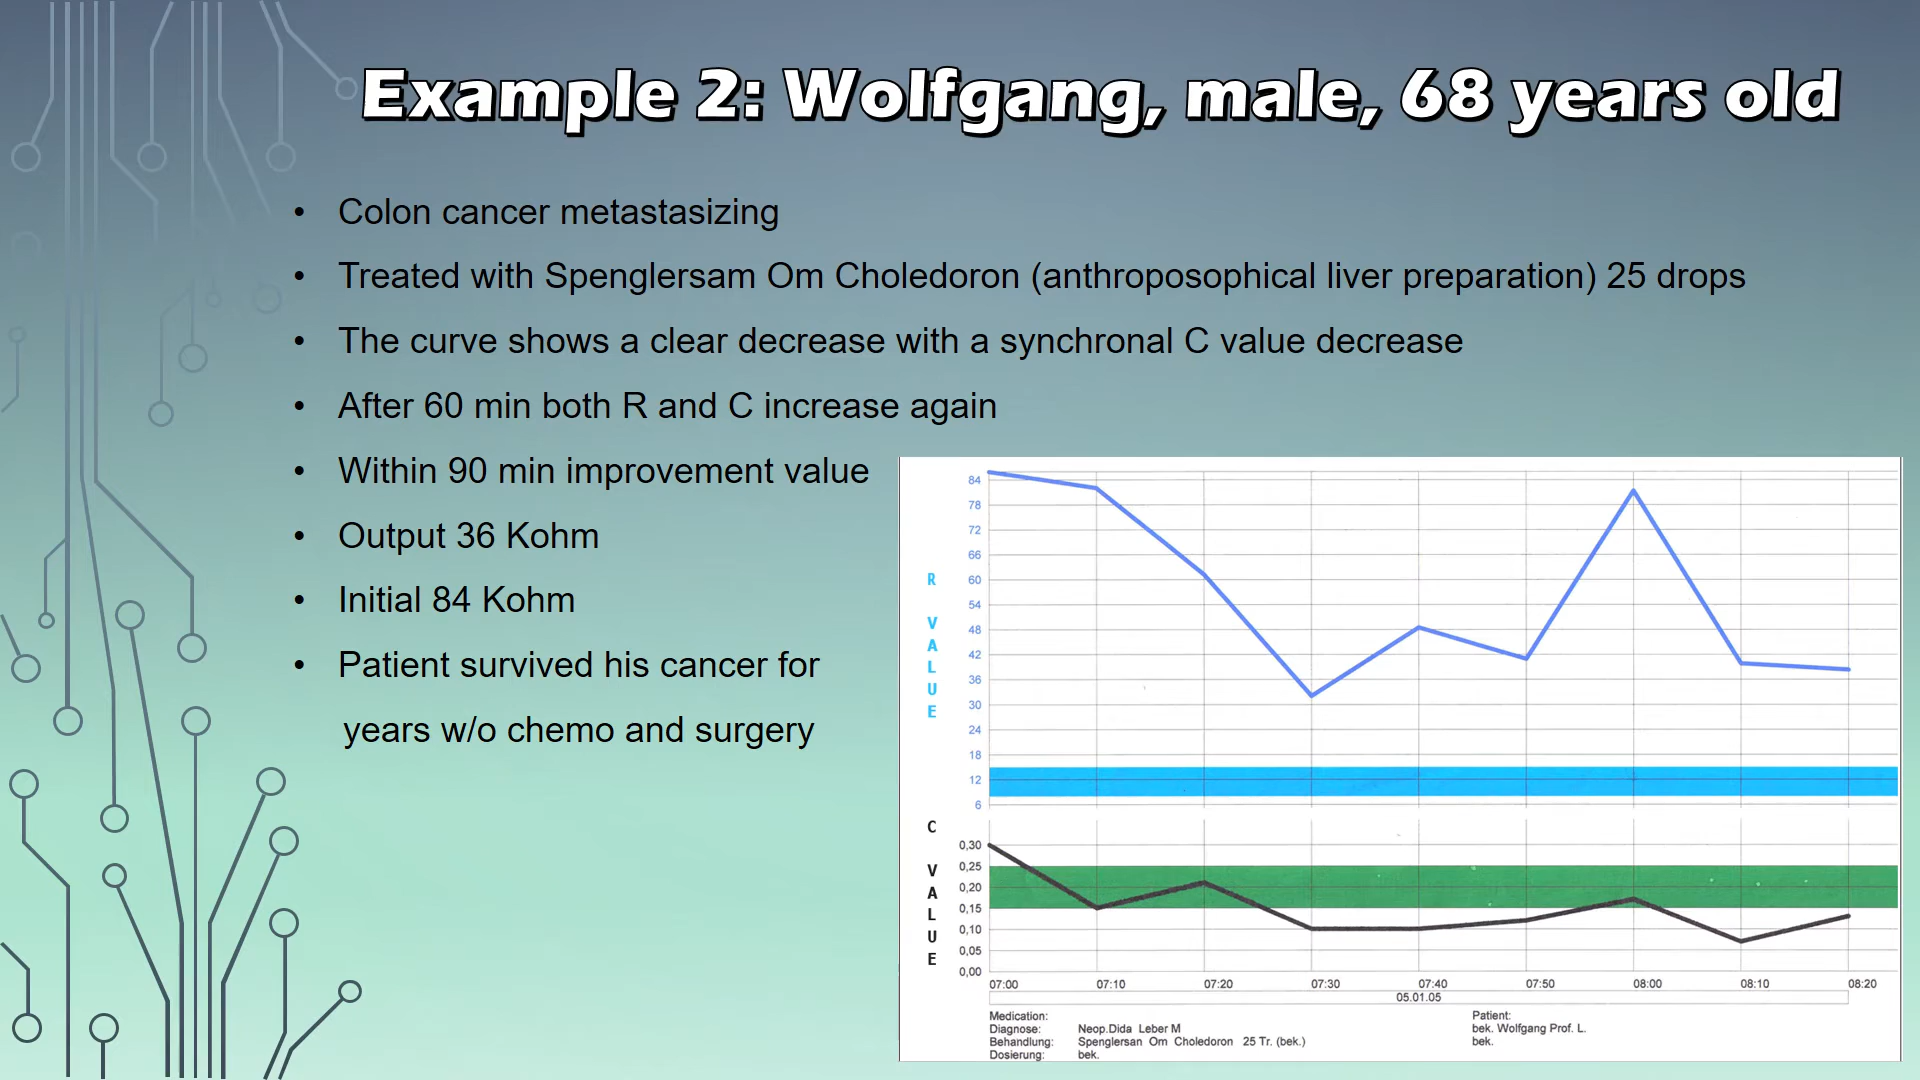 Example 2: Wolfgang, male, 68 years old
• Colon cancer metastasizing
• Treated with Spenglersam Om Choledoron (anthroposophical liver preparation) 25 drops
• The curve shows a clear decrease with a synchronal C value decrease
• After 60 min both R and C increase again
• Within 90 min improvement value
• Output 36 Kohm
• Initial 84 Kohm
• Patient survived his cancer for
years w/o chemo and surgery
R VALUE
84
78
72
66
60
54
48
42
36
30
24
18
12
6
C VALUE
0,30
0,25
0,20
0,15
0,10
0,05
0,00
07:00 07:10 07:20 07:30 07:40 07:50 08:00 08:10 08:20
05.01.05
Medication:
Diagnose: Neop.Dida Leber M
Behandlung: Spenglersan Om Choledoron 25 Tr. (bek.)
Dosierung: bek.
Patient:
bek. Wolfgang Prof. L.
bek.